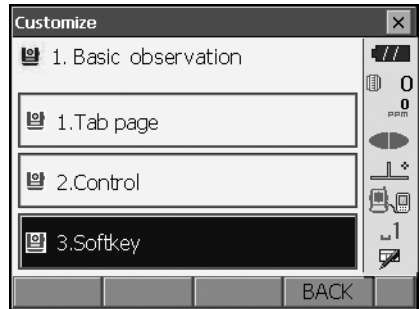 Customize
1. Basic observation
0
0
PPM
1.Tab page
2.Control
3.Softkey
1
BACK